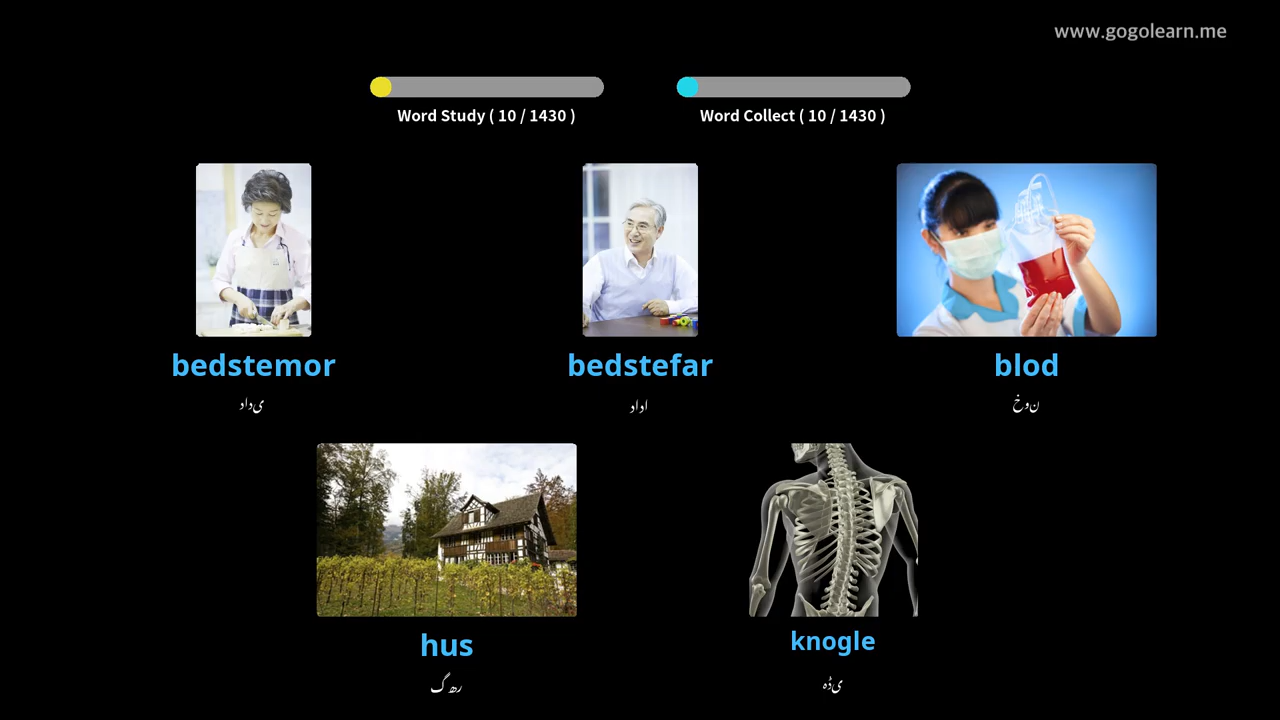 www.gogolearn.me
Word Study ( 10 / 1430 )
Word Collect ( 10 / 1430 )
bedstemor
یداد
bedstefar
اداد
blod
نوخ
hus
رھگ
knogle
یڈہ